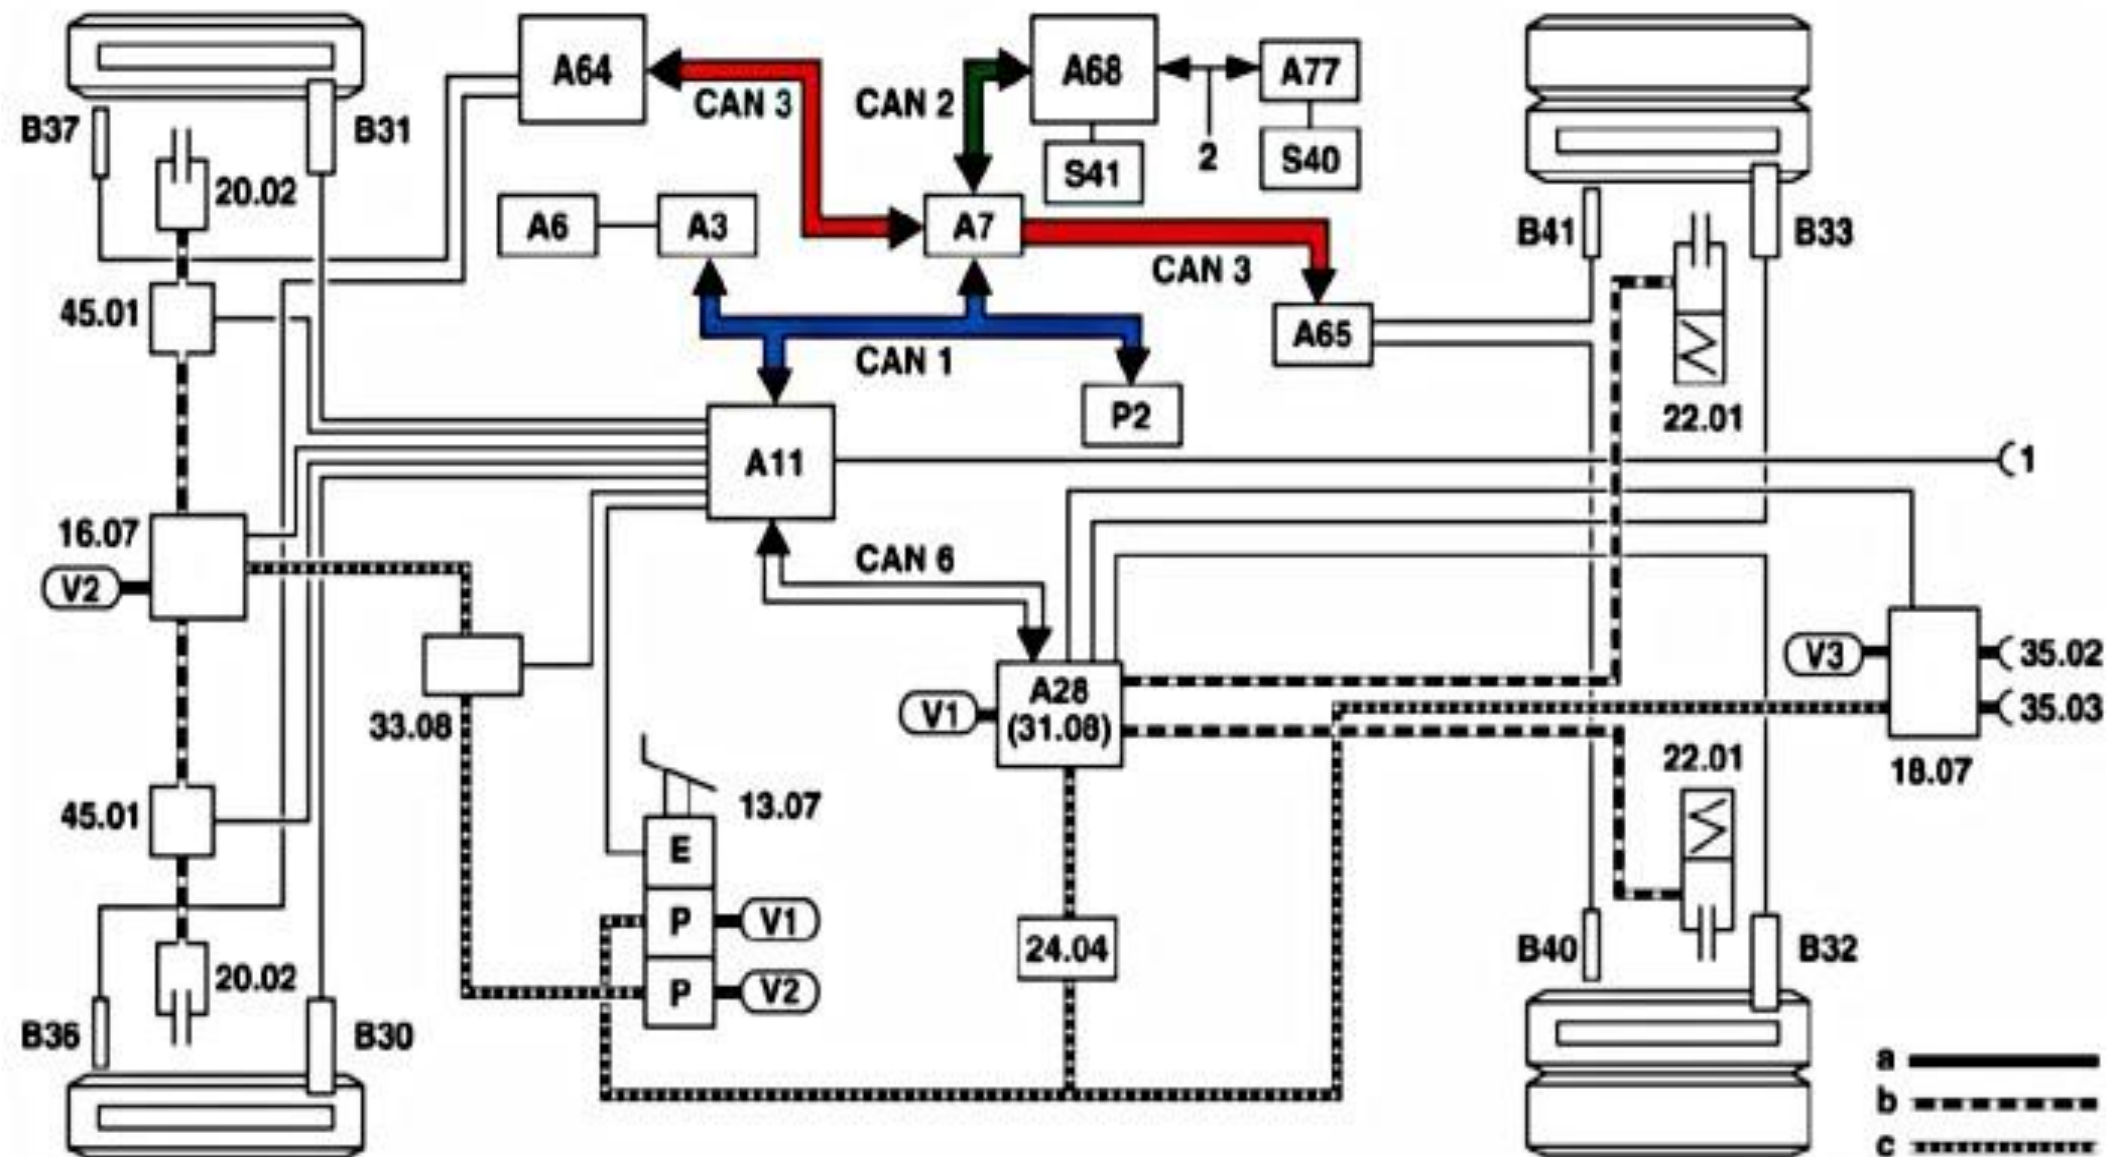 A64
A68
A77
CAN 3
CAN 2
B37
B31
2
S41
S40
20.02
A6
A3
A7
B41
B33
CAN 3
45.01
A65
CAN 1
P2
22.01
A11
1
16.07
CAN 6
V2
V3
35.02
A28
(31.08)
V1
35.03
33.08
22.01
18.07
13.07
45.01
E
P
V1
24.04
B40
B32
20.02
P
V2
B36
B30
a
b
c